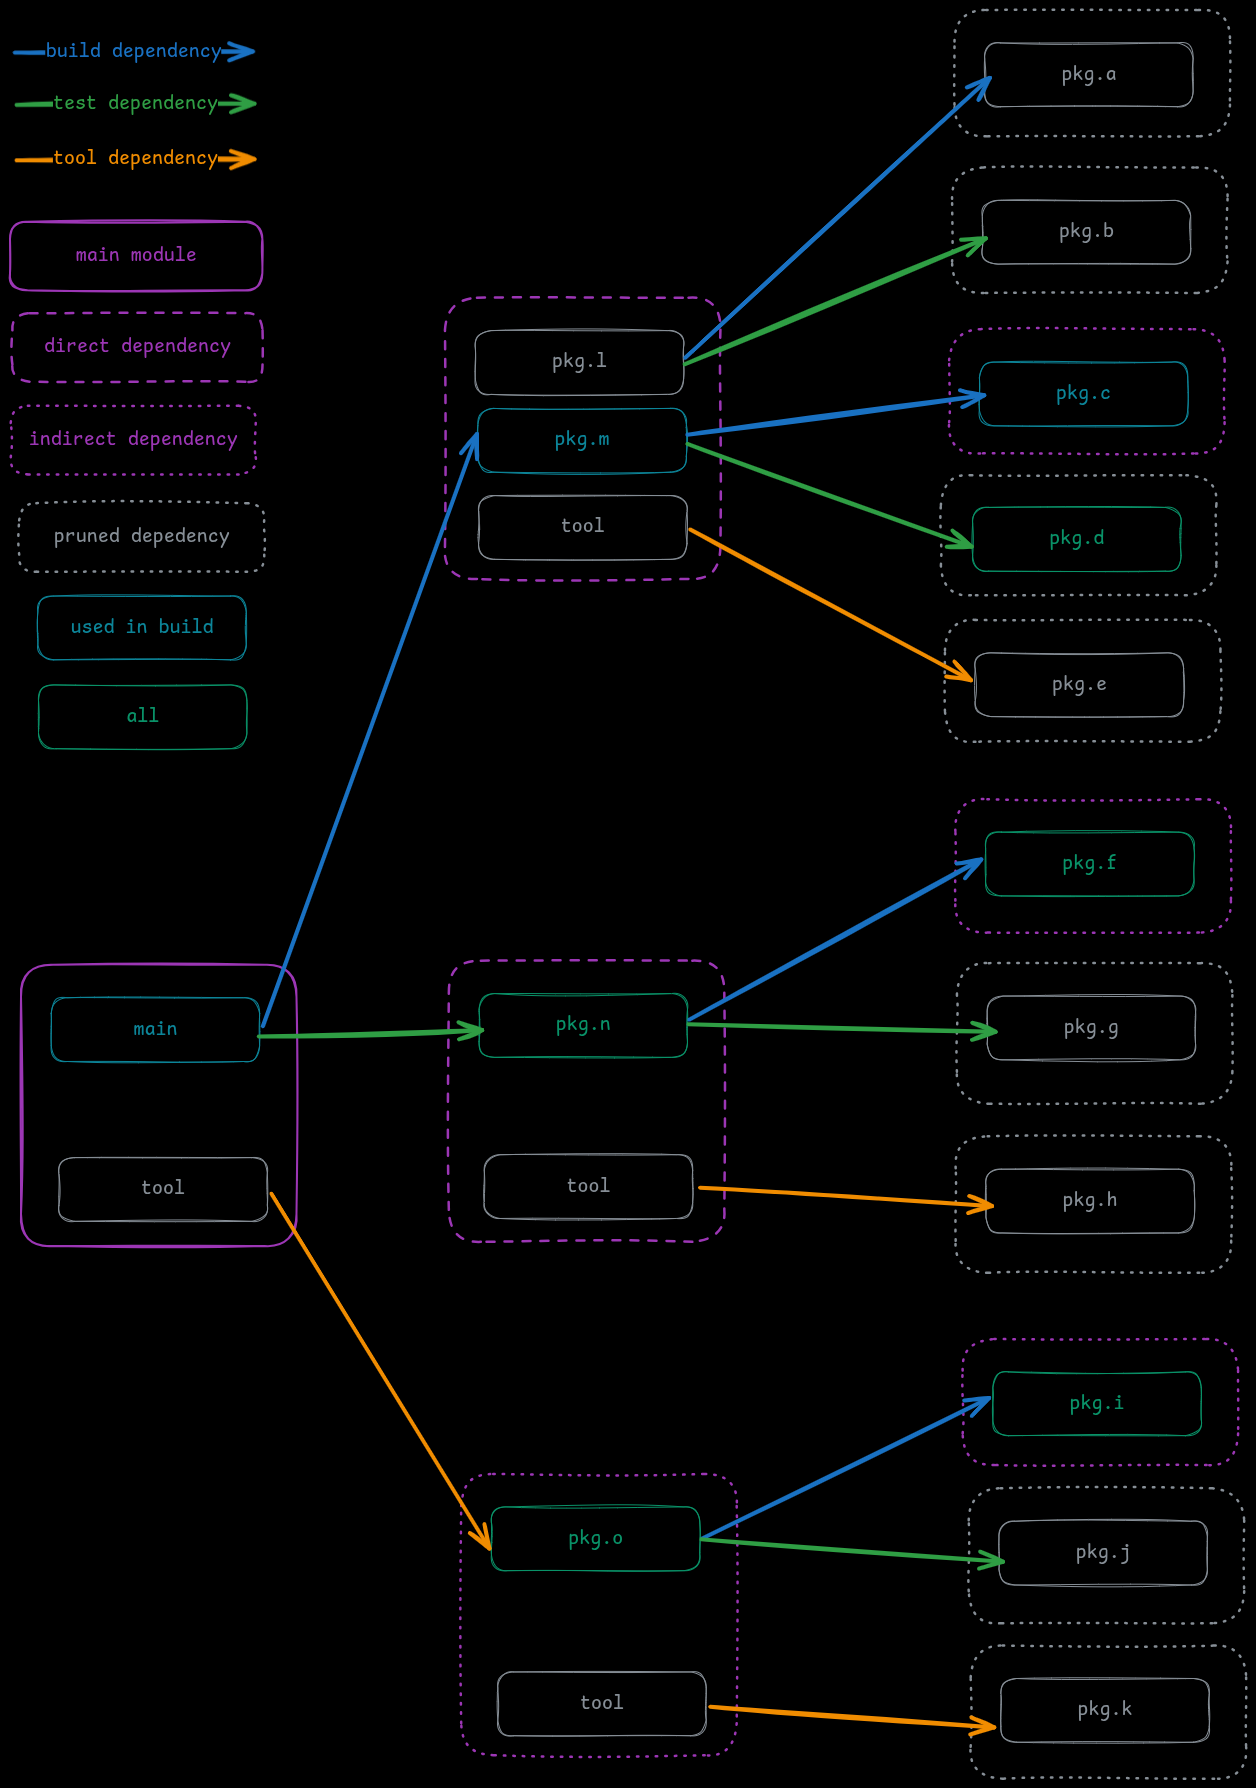 build dependency
test dependency
tool dependency
main module
direct dependency
indirect dependency
pruned depedency
used in build
all
main
tool
pkg.l
pkg.m
tool
pkg.n
tool
pkg.o
tool
pkg.a
pkg.b
pkg.c
pkg.d
pkg.e
pkg.f
pkg.g
pkg.h
pkg.i
pkg.j
pkg.k